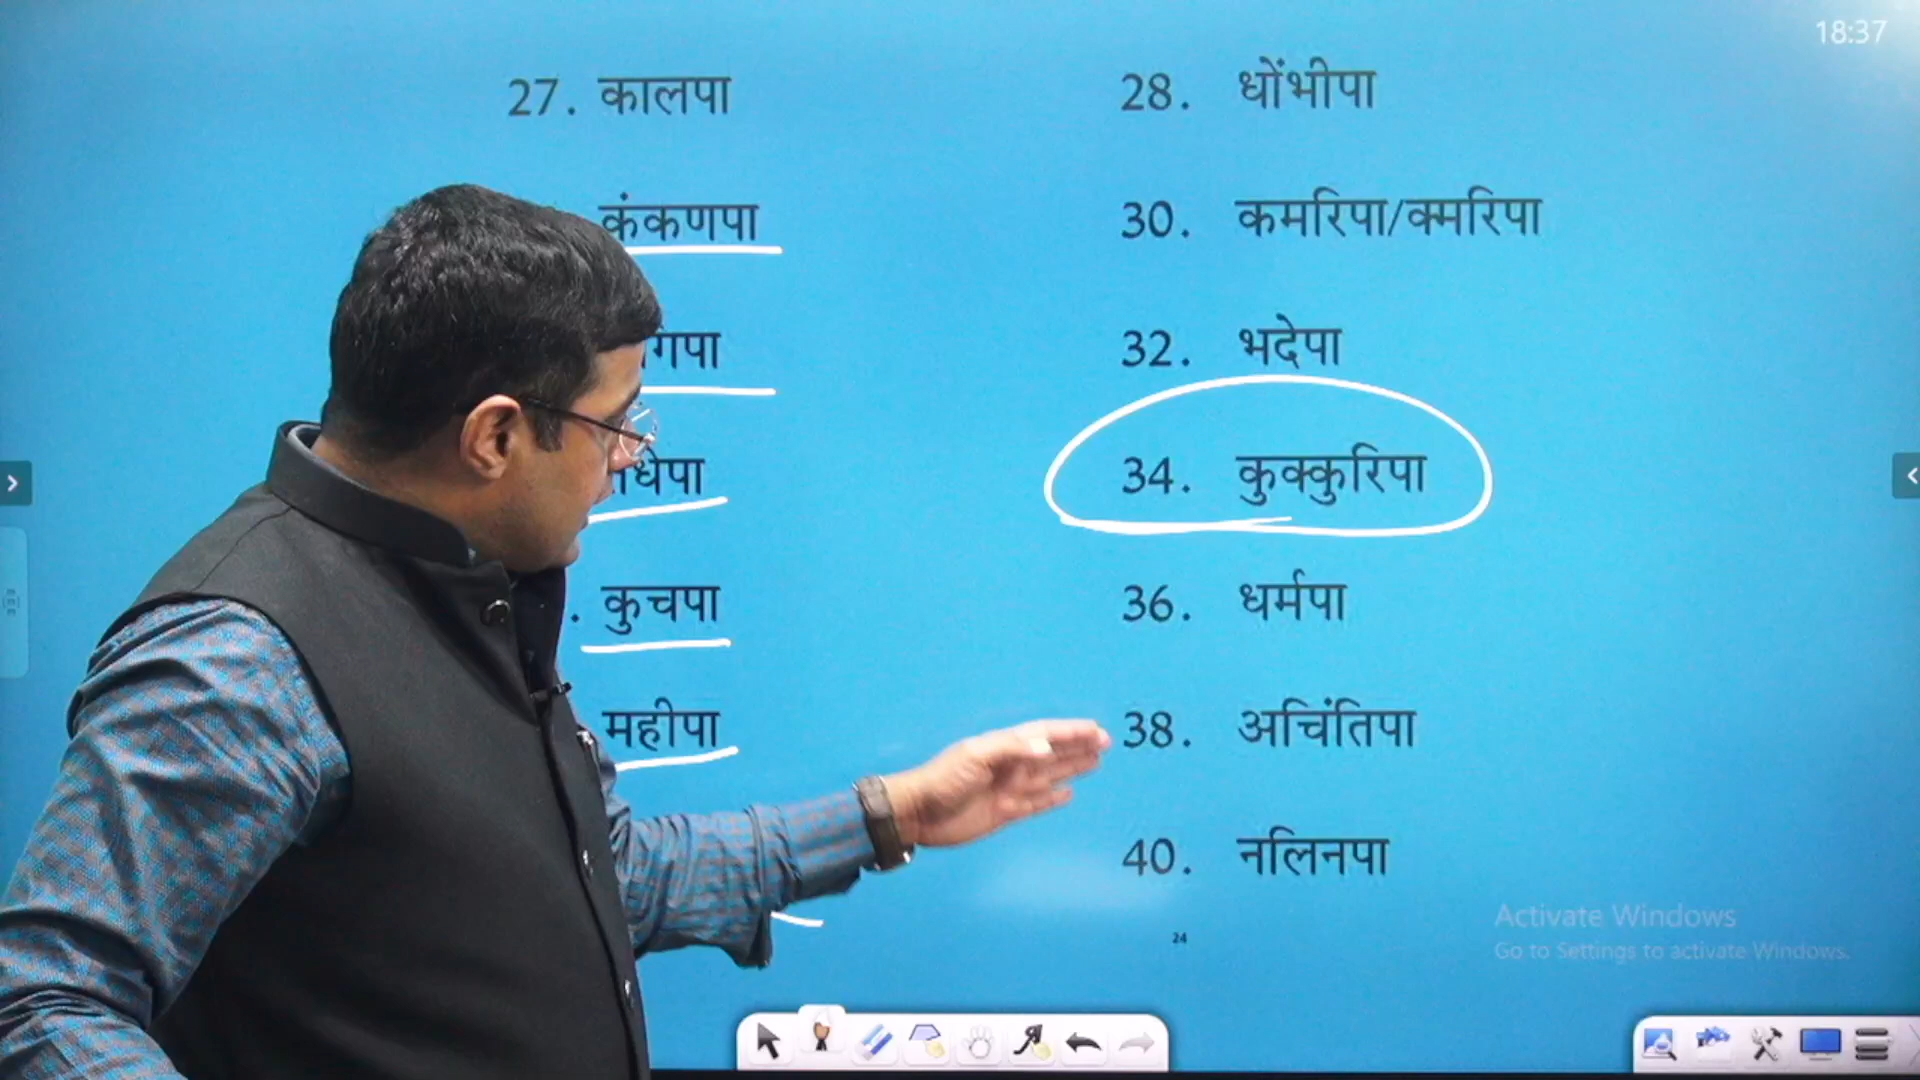 18:37
27. कालपा 28. धोंभीपा
कंकणपा 30. कमरिपा/क्मरिपा
32. भदेपा
34. कुक्कुरिपा
. कुचपा 36. धर्मपा
महीपा 38. अचिंतिपा
40. नलिनपा
24
Activate Windows
Go to Settings to activate Windows.